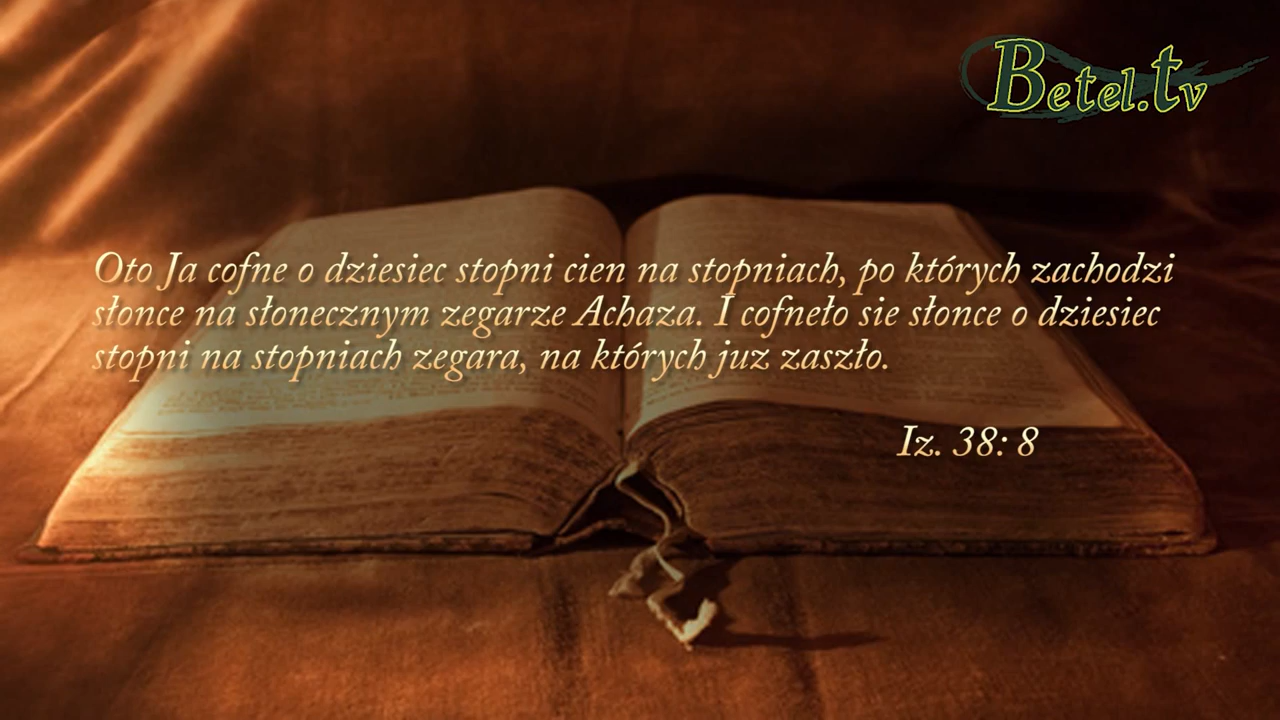 Betel.tv
Oto Ja cofne o dziesiec stopni cien na stopniach, po których zachodzi
słonce na słonecznym zegarze Achaza. I cofneło sie słonce o dziesiec
stopni na stopniach zegara, na których juz zaszło.
Iz. 38: 8